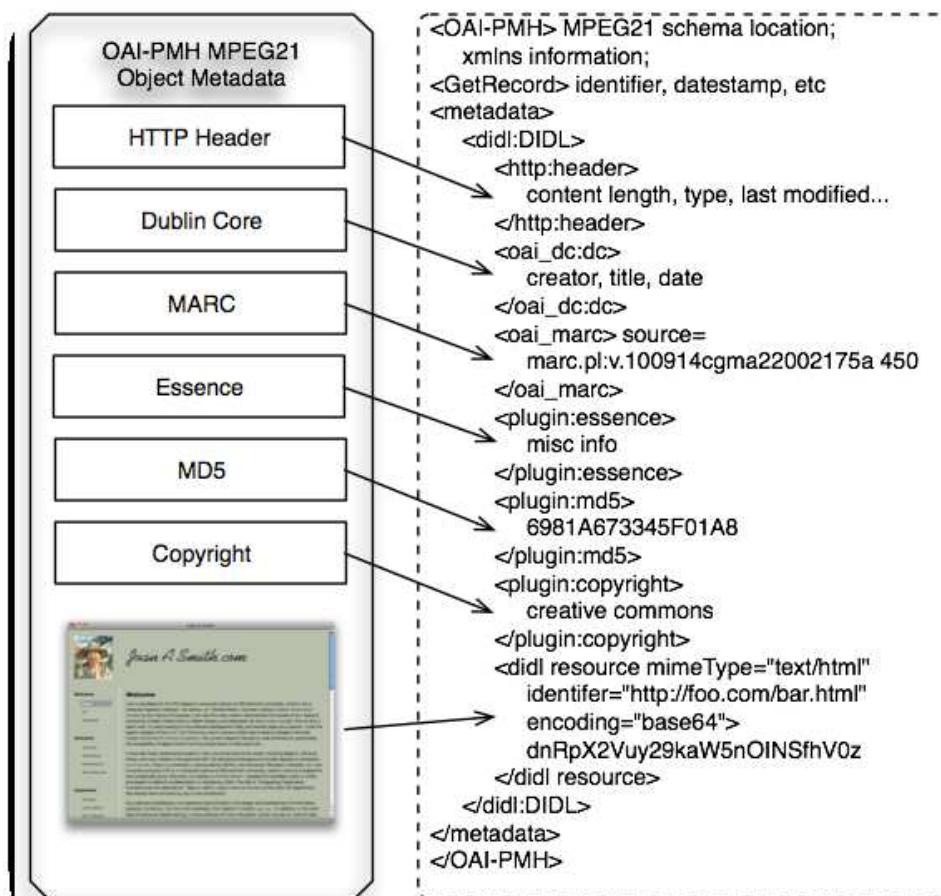 OAI-PMH MPEG21
Object Metadata
HTTP Header
Dublin Core
MARC
Essence
MD5
Copyright
Joan A Smith.com
Welcome
<OAI-PMH> MPEG21 schema location;
xmlns information;
<GetRecord> identifier, datestamp, etc
<metadata>
<didl:DIDL>
<http:header>
content length, type, last modified...
</http:header>
<oai_dc:dc>
creator, title, date
</oai_dc:dc>
<oai_marc> source=
marc.pl:v.100914cgma22002175a 450
</oai_marc>
<plugin:essence>
misc info
</plugin:essence>
<plugin:md5>
6981A673345F01A8
</plugin:md5>
<plugin:copyright>
creative commons
</plugin:copyright>
<didl resource mimeType="text/html"
identifer="http://foo.com/bar.html"
encoding="base64">
dnRpX2Vuy29kaW5nOINSfhV0z
</didl resource>
</didl:DIDL>
</metadata>
</OAI-PMH>